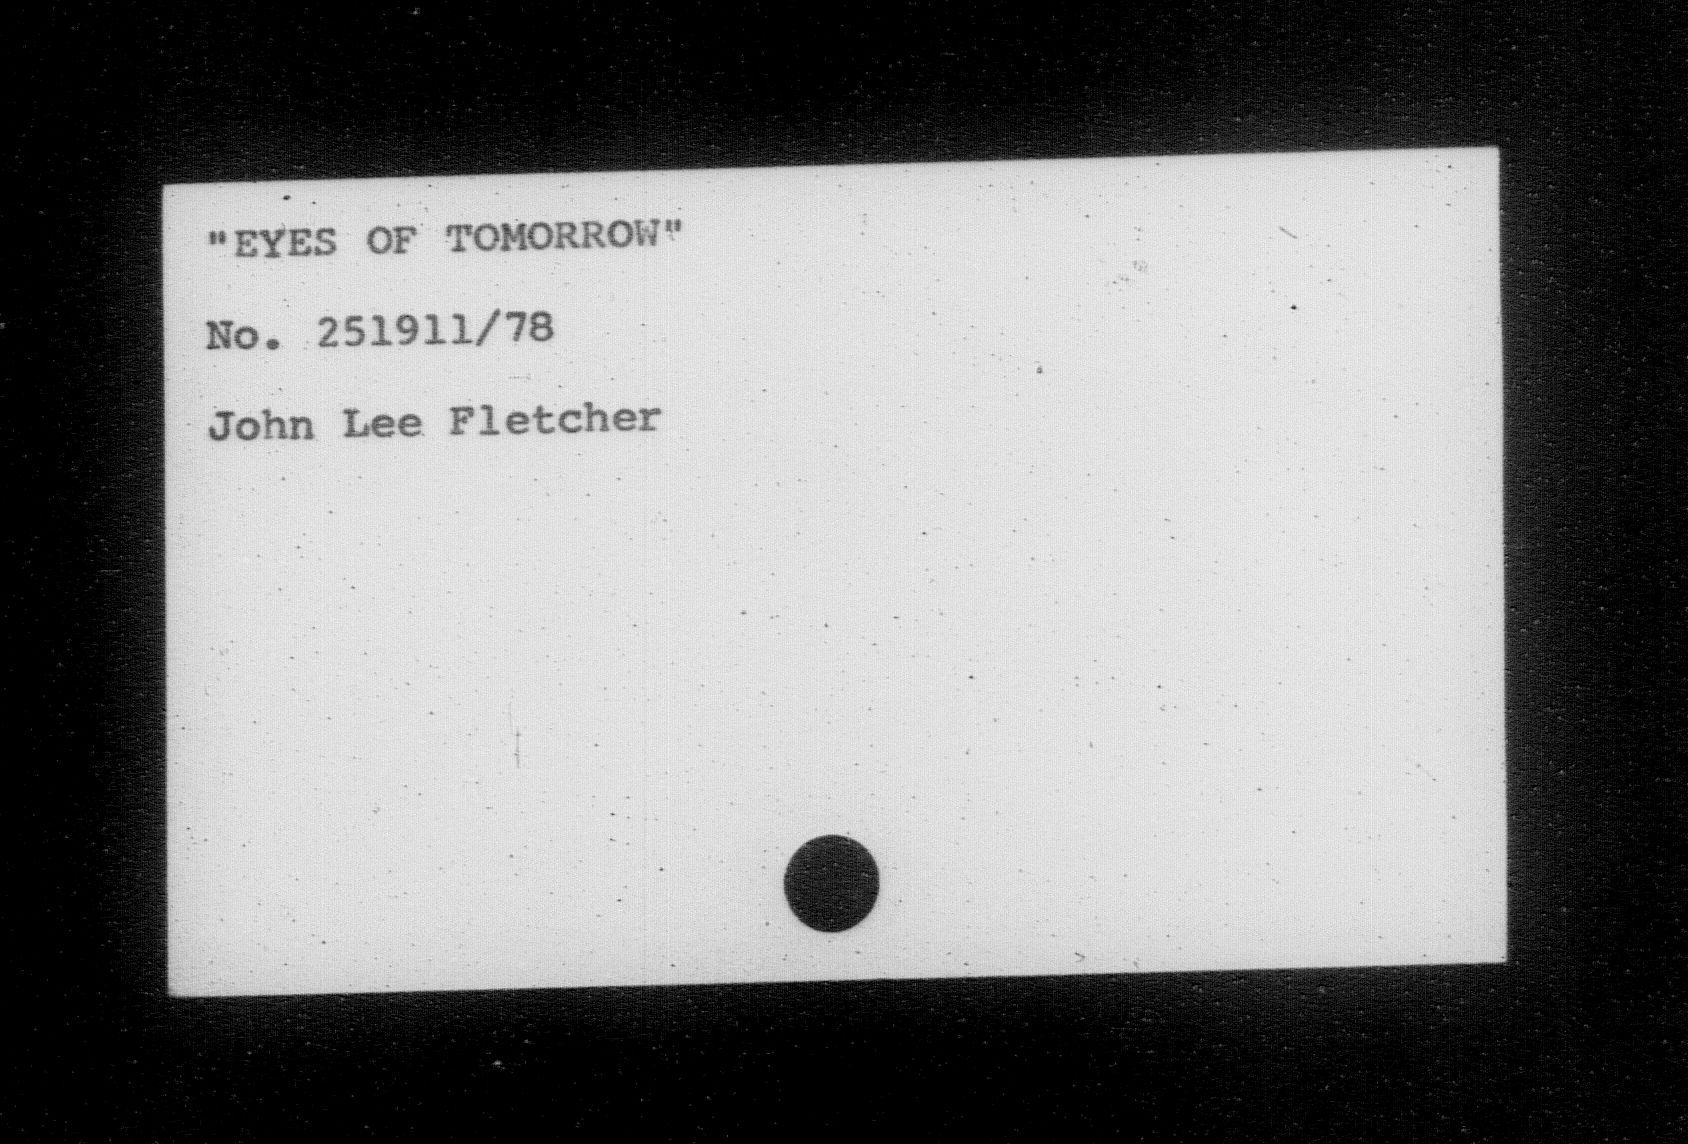 "EYES OF TOMORROW"
No. 251911/78
John Lee Fletcher